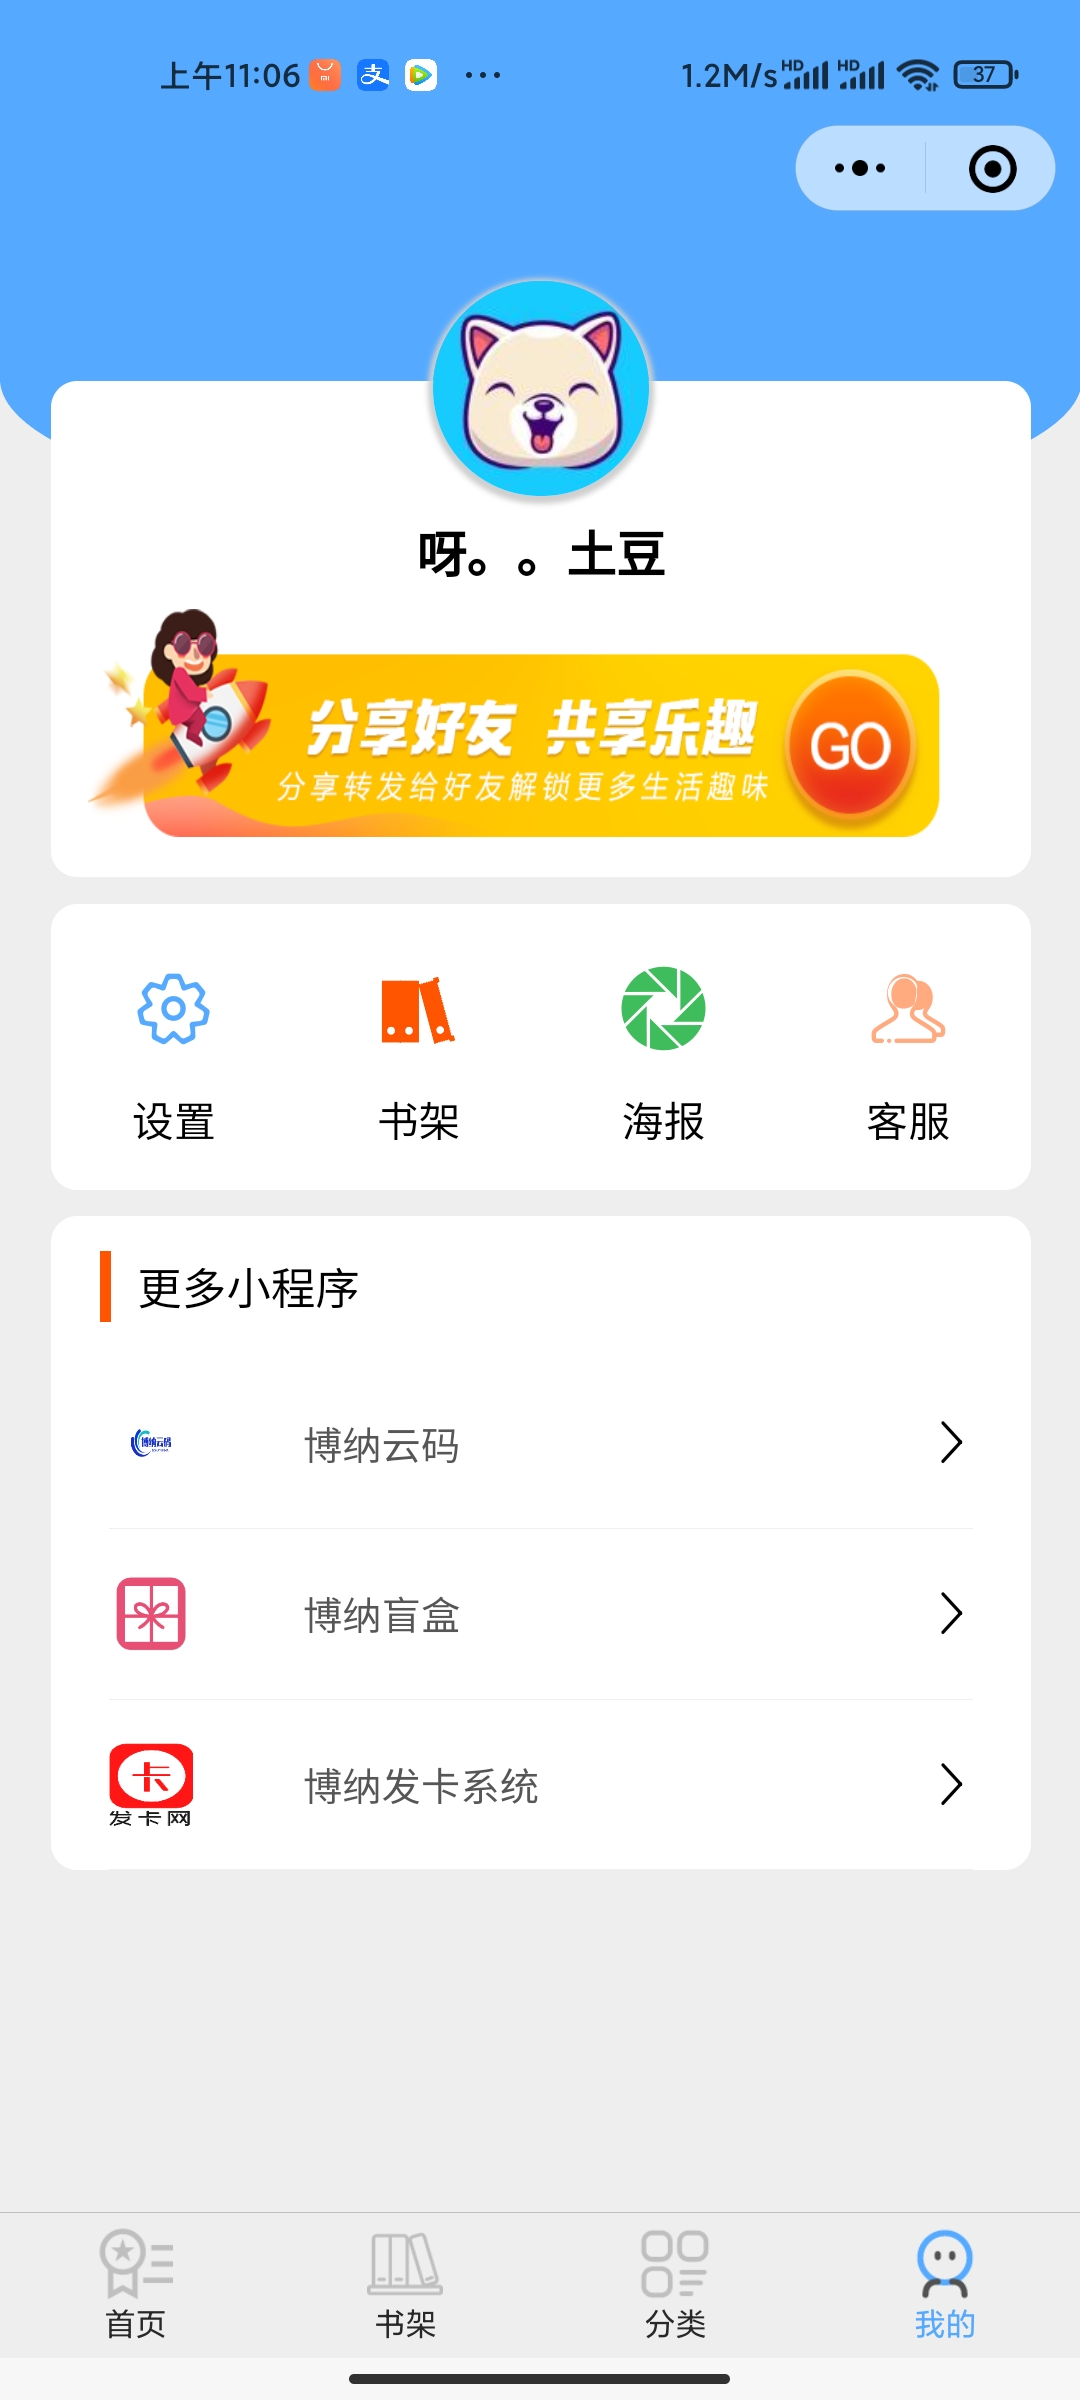 上午11:06
1.2M/s HD HD 37
呀。。土豆
分享好友 共享乐趣
分享转发给好友解锁更多生活趣味
GO
设置 书架 海报 客服
更多小程序
博纳云码 博纳云码
博纳盲盒
卡 博纳发卡系统
发卡网
首页 书架 分类 我的